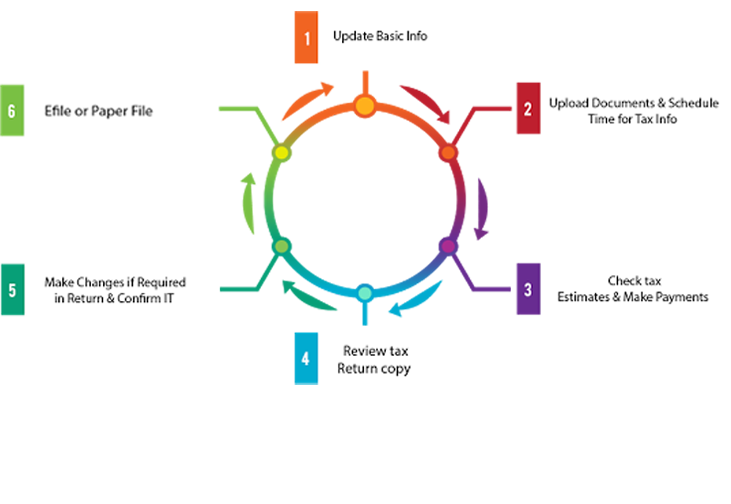 1
Update Basic Info
2
Upload Documents & Schedule
Time for Tax Info
3
Check tax
Estimates & Make Payments
4
Review tax
Return copy
5
Make Changes if Required
in Return & Confirm IT
6
Efile or Paper File